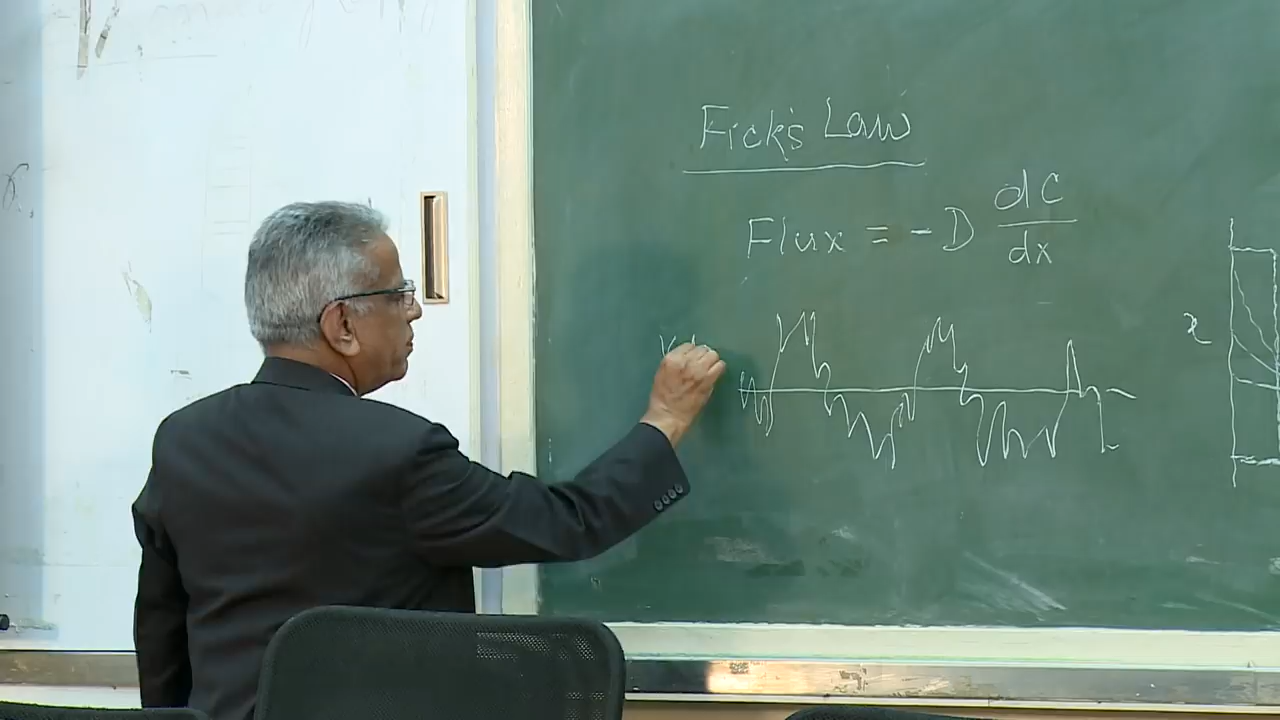 Fick's Law
Flux = -D dC/dx
x